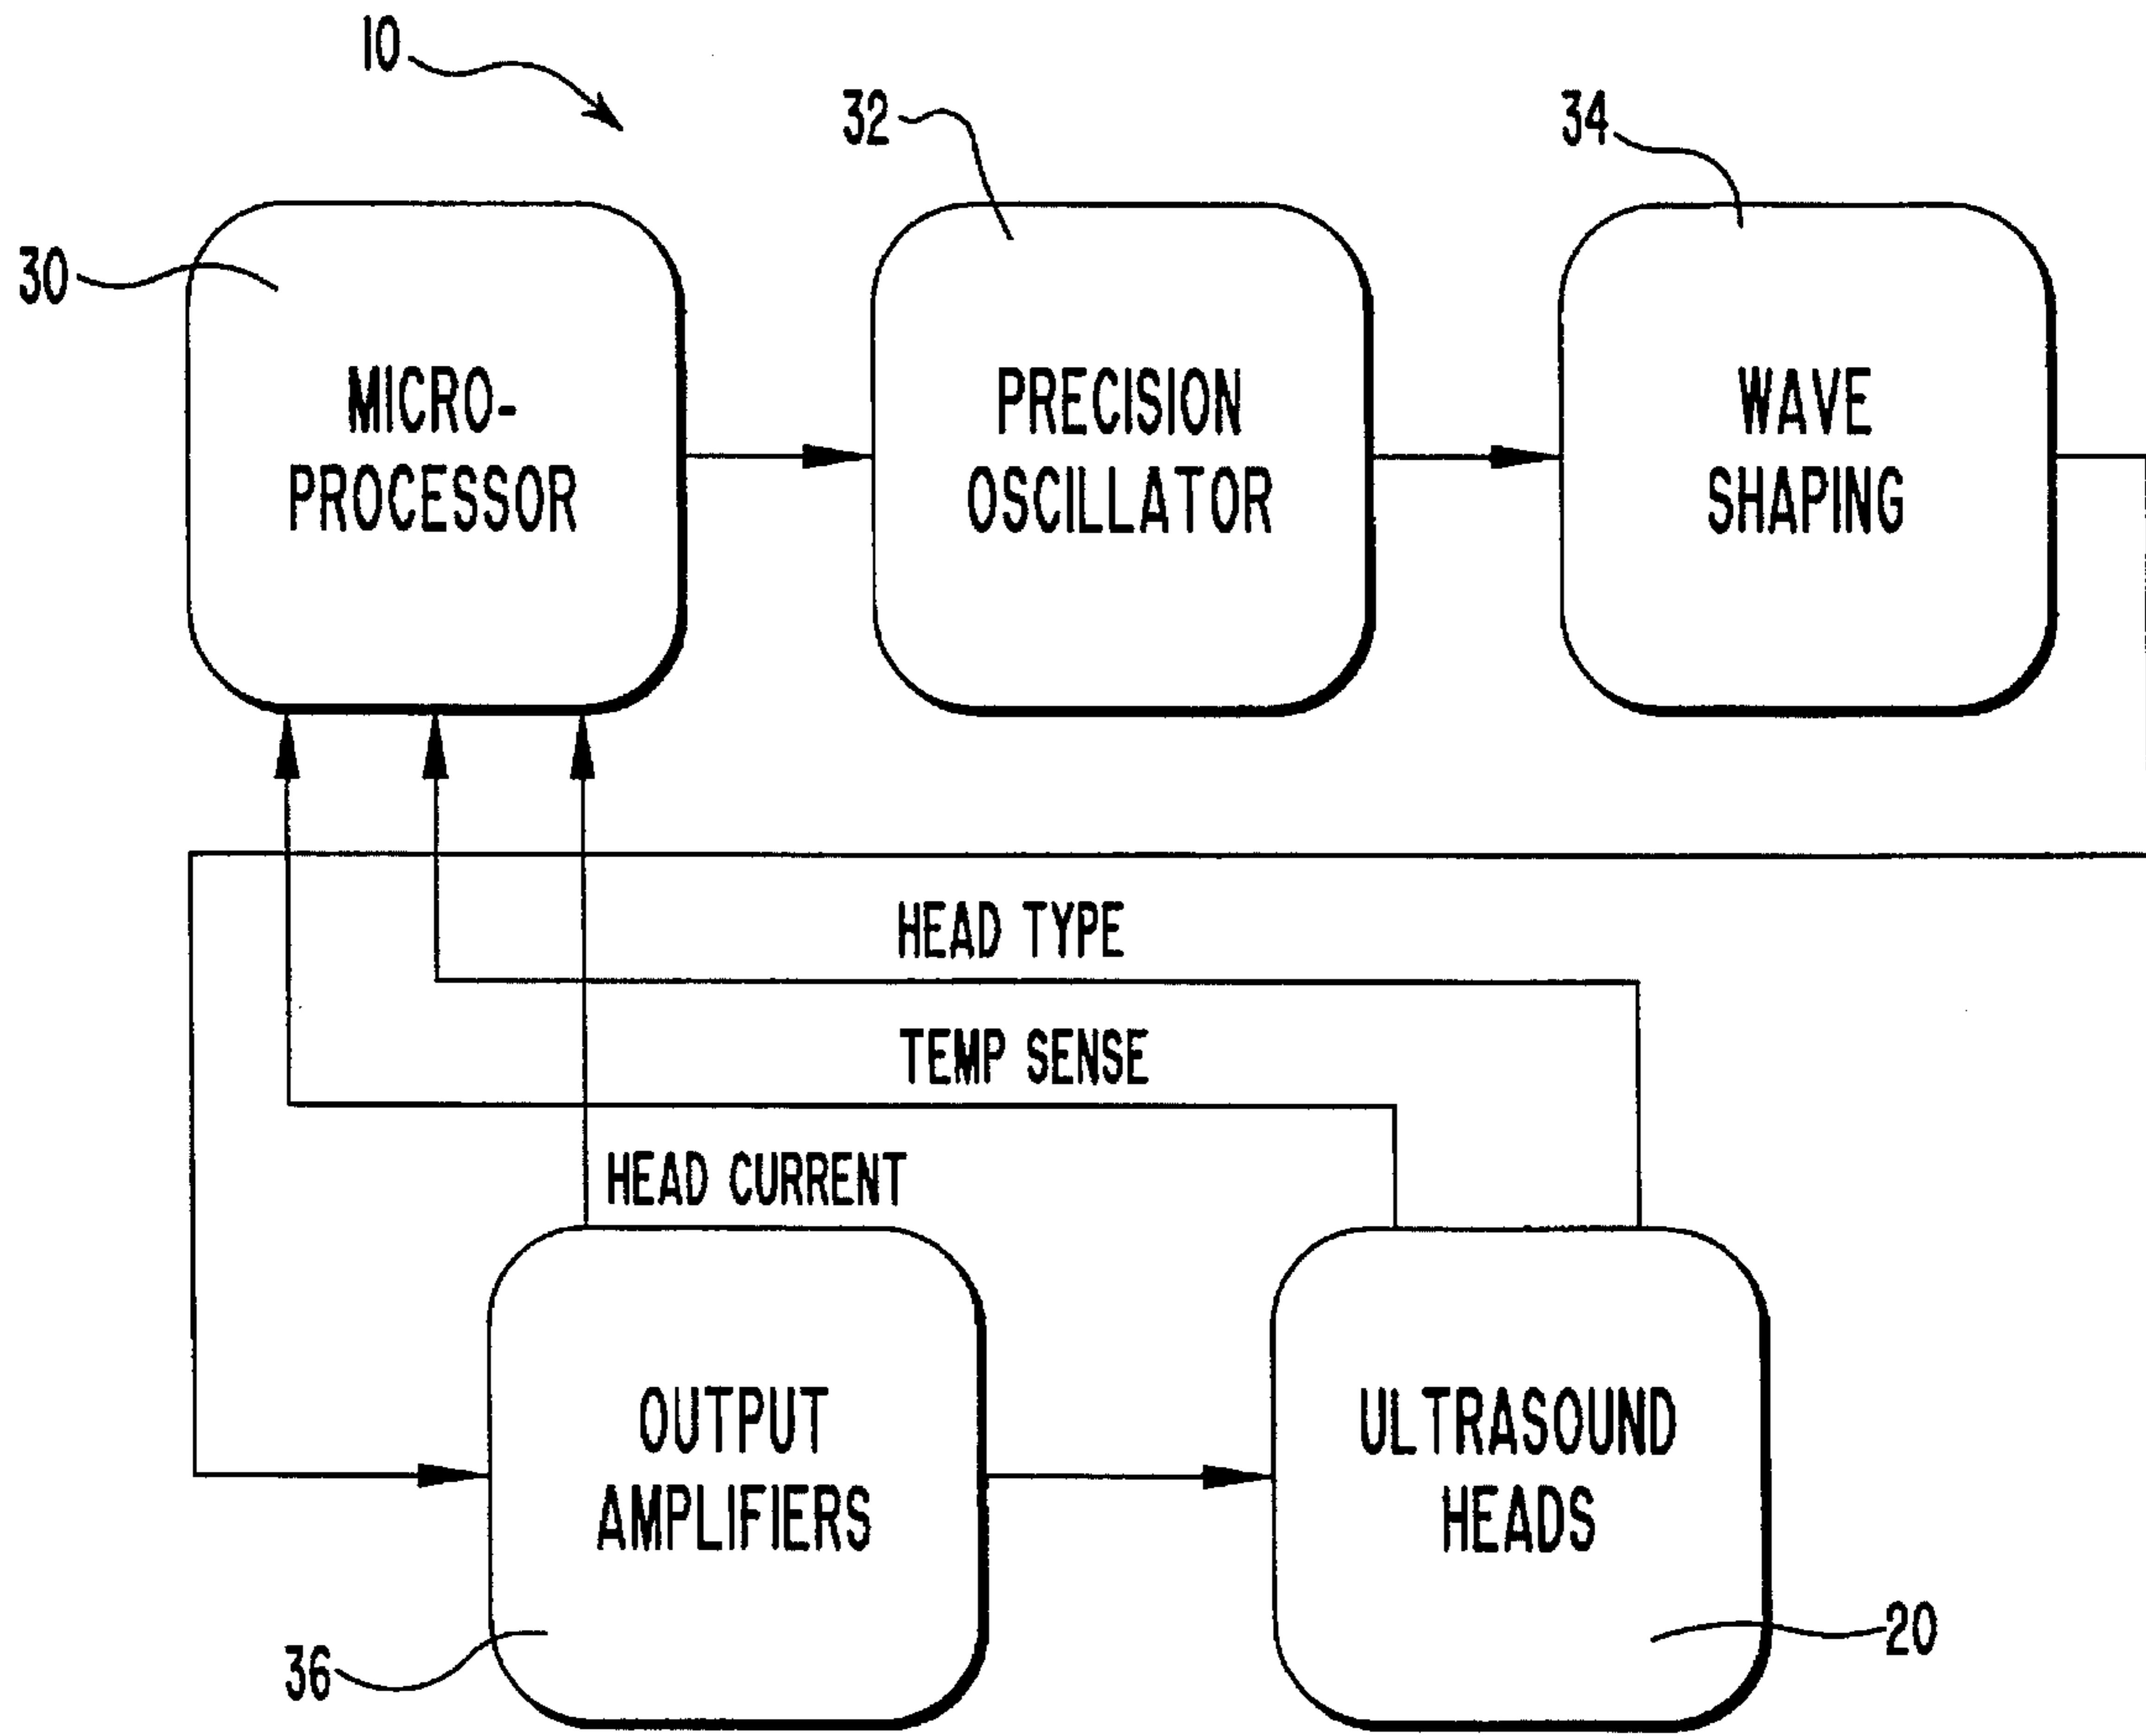 10
32
34
30
MICRO-
PROCESSOR
PRECISION
OSCILLATOR
WAVE
SHAPING
HEAD TYPE
TEMP SENSE
HEAD CURRENT
OUTPUT
AMPLIFIERS
ULTRASOUND
HEADS
36
20